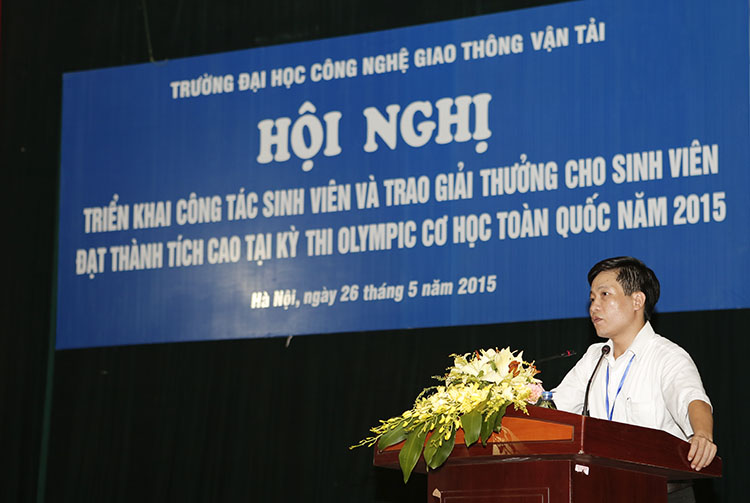 TRƯỜNG ĐẠI HỌC CÔNG NGHỆ GIAO THÔNG VẬN TẢI
HỘI NGHỊ
TRIỂN KHAI CÔNG TÁC SINH VIÊN VÀ TRAO GIẢI THƯỞNG CHO SINH VIÊN
ĐẠT THÀNH TÍCH CAO TẠI KỲ THI OLYMPIC CƠ HỌC TOÀN QUỐC NĂM 2015
Hà Nội, ngày 26 tháng 5 năm 2015